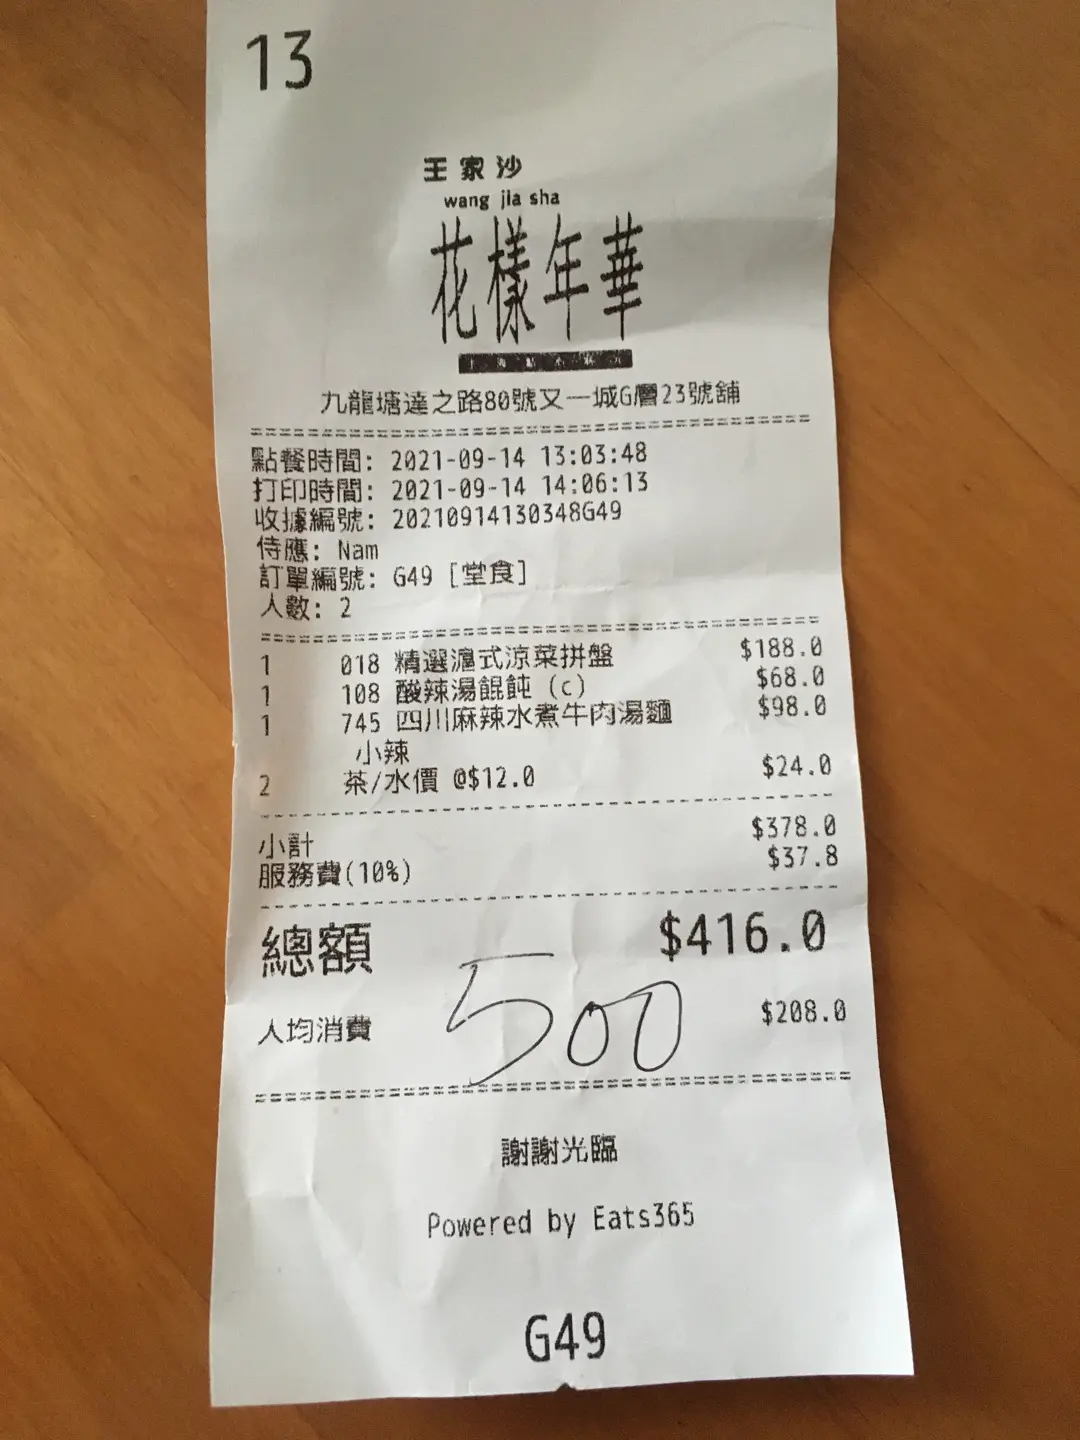 13
王家沙
wang jia sha
花樣年華
九龍塘達之路80號又一城G層23號舖
點餐時間: 2021-09-14 13:03:48
打印時間: 2021-09-14 14:06:13
收據編號: 20210914130348G49
侍應: Nam
訂單編號: G49 [堂食]
人數: 2
1 018 精選滬式涼菜拼盤 $188.0
1 108 酸辣湯餛飩 (c) $68.0
1 745 四川麻辣水煮牛肉湯麵 $98.0
小辣
2 茶/水價 @$12.0 $24.0
小計 $378.0
服務費(10%) $37.8
總額 $416.0
500
人均消費 $208.0
謝謝光臨
Powered by Eats365
G49